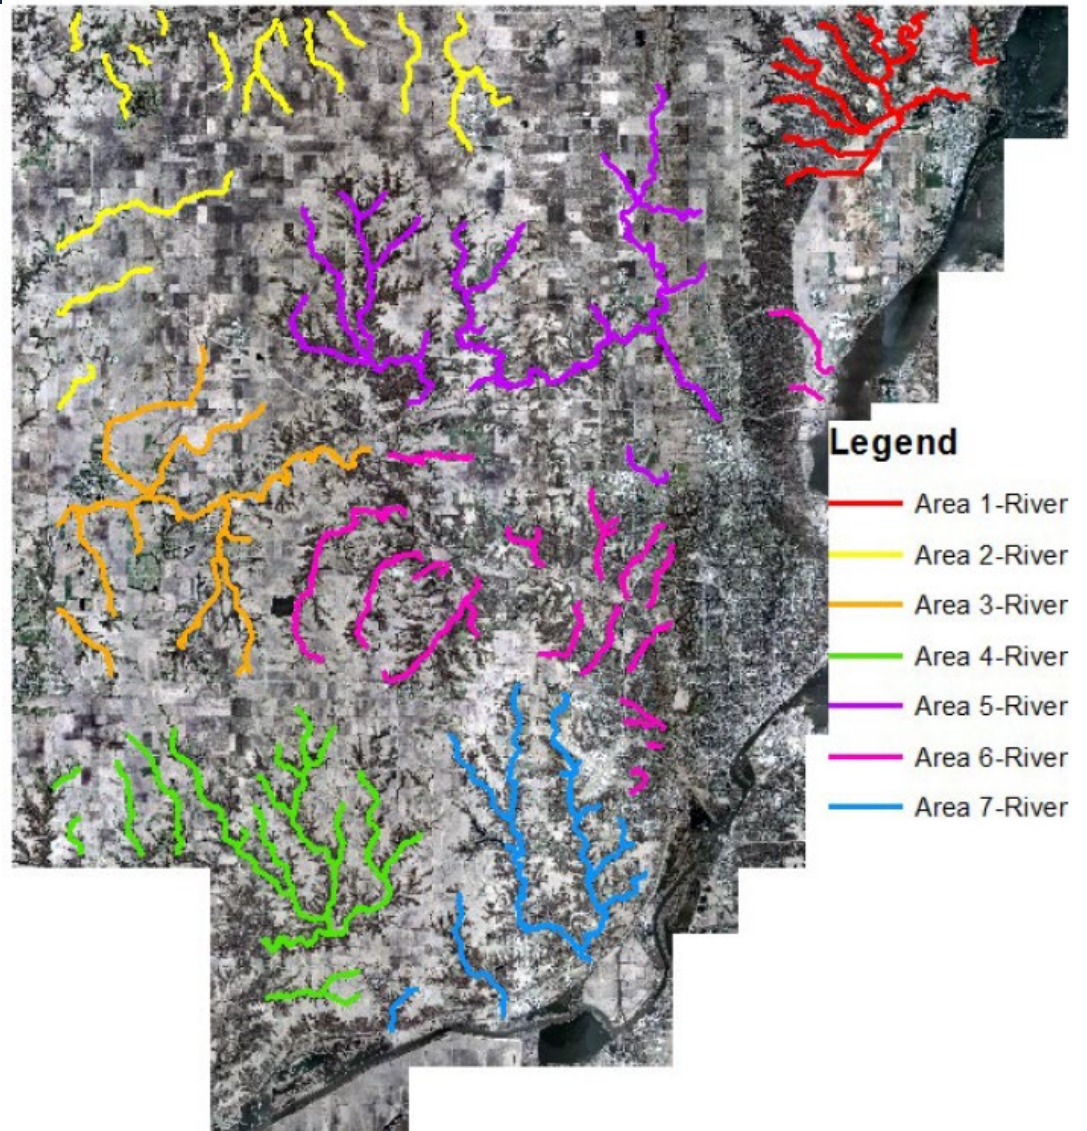 Legend
Area 1-River
Area 2-River
Area 3-River
Area 4-River
Area 5-River
Area 6-River
Area 7-River